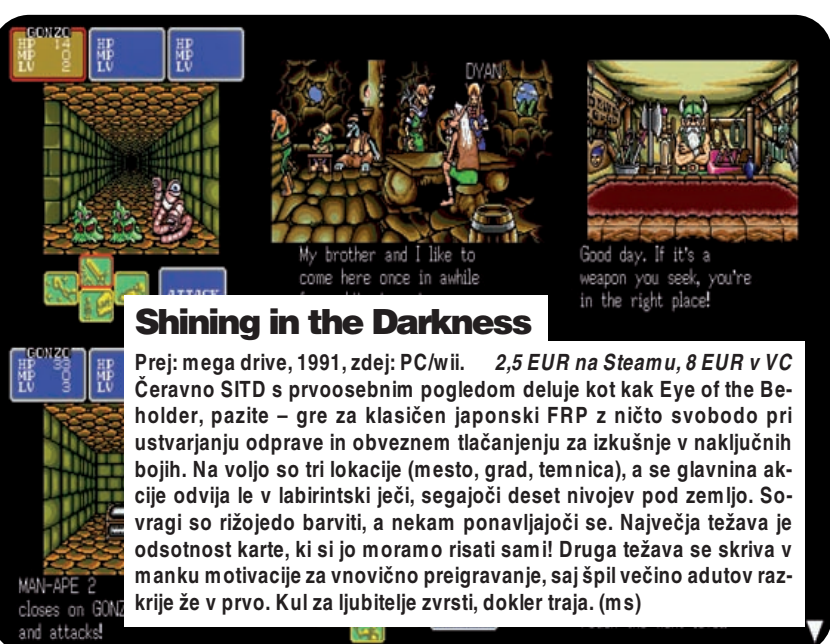 GONZO
HP 14
MP 0
LV 2
HP
MP
LV
HP
MP
LV
DYAN
My brother and I like to
come here once in awhile
Good day. If it's a
weapon you seek, you're
in the right place!
ATTACK
Shining in the Darkness
Prej: mega drive, 1991, zdej: PC/wii. 2,5 EUR na Steamu, 8 EUR v VC
Čeravno SITD s prvoosebnim pogledom deluje kot kak Eye of the Be-
holder, pazite – gre za klasičen japonski FRP z ničto svobodo pri
ustvarjanju odprave in obveznem tlačanjenju za izkušnje v naključnih
bojih. Na voljo so tri lokacije (mesto, grad, temnica), a se glavnina ak-
cije odvija le v labirintski ječi, segajoči deset nivojev pod zemljo. So-
vragi so rižojedo barviti, a nekam ponavljajoči se. Največja težava je
odsotnost karte, ki si jo moramo risati sami! Druga težava se skriva v
manku motivacije za vnovično preigravanje, saj špil večino adutov raz-
krije že v prvo. Kul za ljubitelje zvrsti, dokler traja. (ms)
GONZO
HP
MP
LV
HP
MP
LV
MAN-APE 2
closes on GONZ
and attacks!